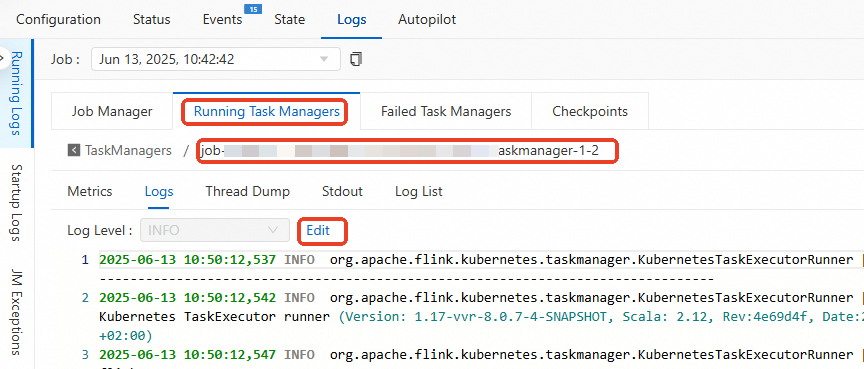 Configuration Status Events 15 State Logs Autopilot
Job : Jun 13, 2025, 10:42:42
Running Logs
Job Manager Running Task Managers Failed Task Managers Checkpoints
TaskManagers / job- askmanager-1-2
Startup Logs
Metrics Logs Thread Dump Stdout Log List
Log Level : INFO Edit
JM Exceptions
1 2025-06-13 10:50:12,537 INFO org.apache.flink.kubernetes.taskmanager.KubernetesTaskExecutorRunner [
--------------------------------------------------------------------------------
2 2025-06-13 10:50:12,542 INFO org.apache.flink.kubernetes.taskmanager.KubernetesTaskExecutorRunner [
Kubernetes TaskExecutor runner (Version: 1.17-vvr-8.0.7-4-SNAPSHOT, Scala: 2.12, Rev:4e69d4f, Date:2
+02:00)
3 2025-06-13 10:50:12,547 INFO org.apache.flink.kubernetes.taskmanager.KubernetesTaskExecutorRunner [